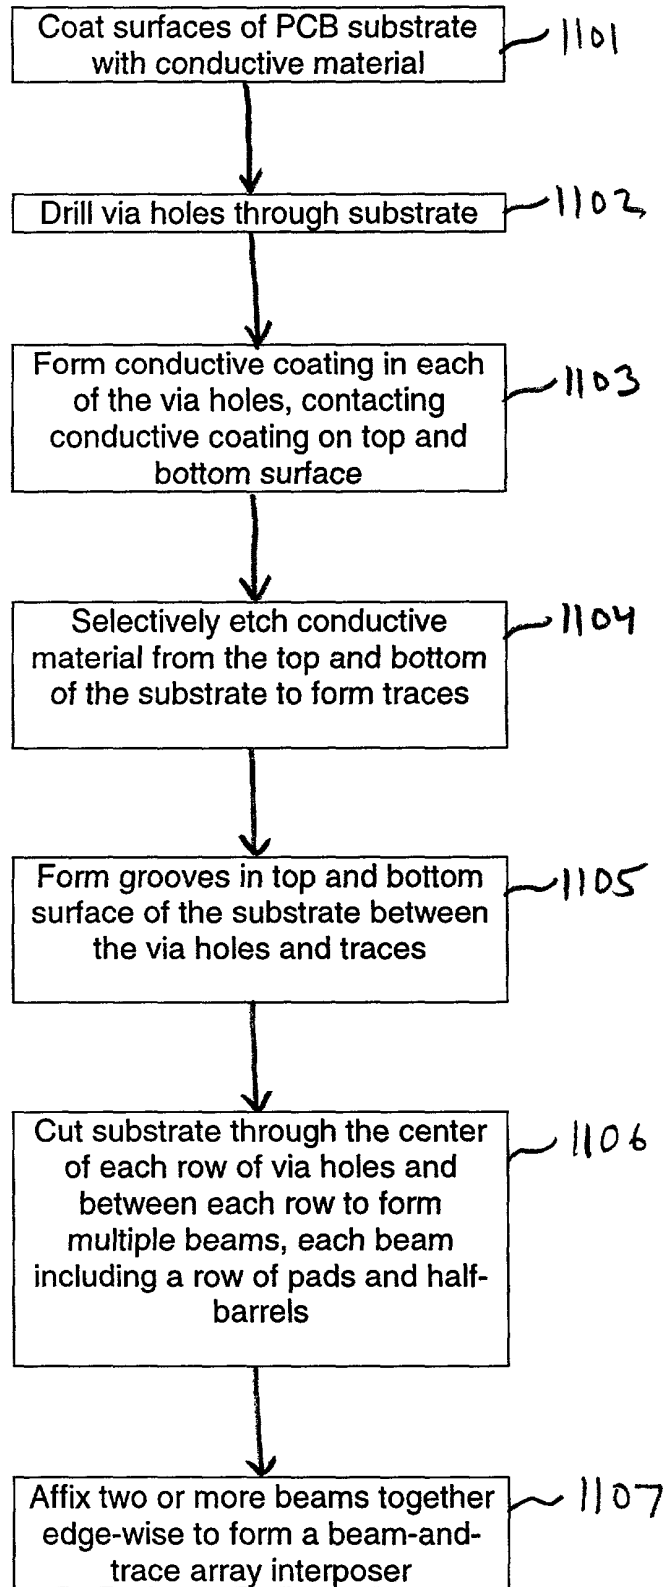 Coat surfaces of PCB substrate
with conductive material
1101
Drill via holes through substrate
1102
Form conductive coating in each
of the via holes, contacting
conductive coating on top and
bottom surface
1103
Selectively etch conductive
material from the top and bottom
of the substrate to form traces
1104
Form grooves in top and bottom
surface of the substrate between
the via holes and traces
1105
Cut substrate through the center
of each row of via holes and
between each row to form
multiple beams, each beam
including a row of pads and half-
barrels
1106
Affix two or more beams together
edge-wise to form a beam-and-
trace array interposer
1107